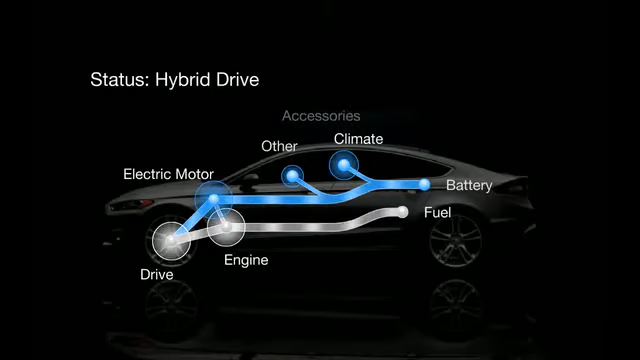 Status: Hybrid Drive
Accessories
Other
Climate
Electric Motor
Battery
Fuel
Engine
Drive